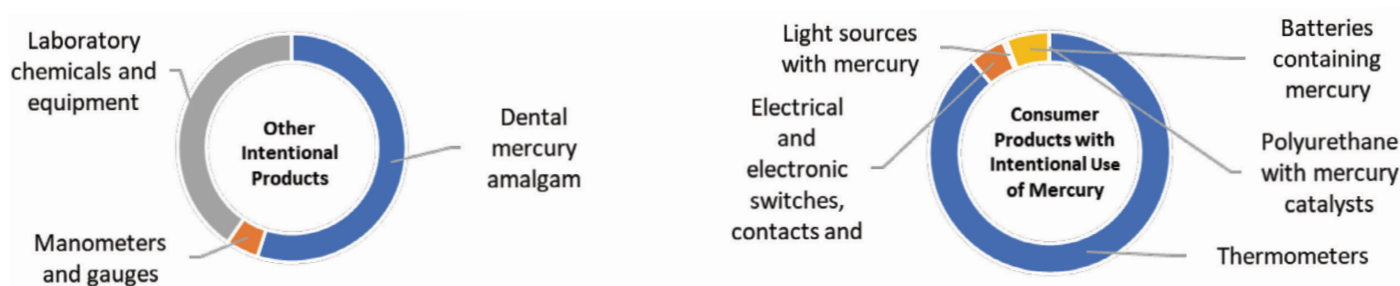 Laboratory
chemicals and
equipment
Other
Intentional
Products
Dental
mercury
amalgam
Manometers
and gauges
Light sources
with mercury
Electrical
and
electronic
switches,
contacts and
Consumer
Products with
Intentional Use
of Mercury
Batteries
containing
mercury
Polyurethane
with mercury
catalysts
Thermometers